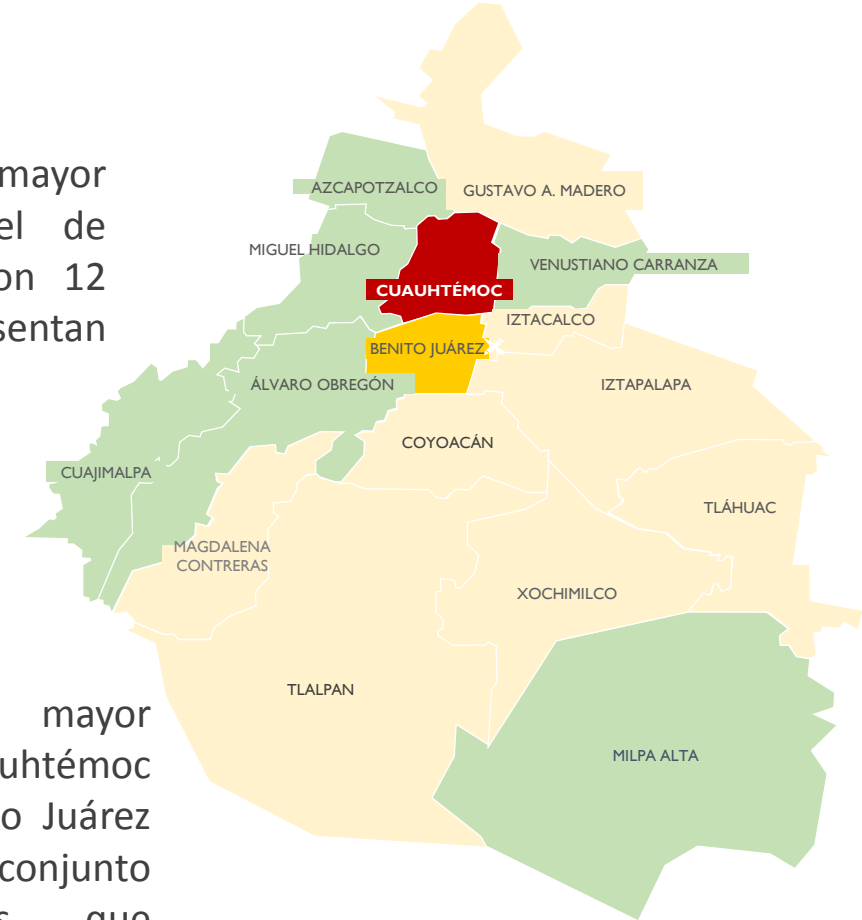 mayor
el de
on 12
sentan
AZCAPOTZALCO
GUSTAVO A. MADERO
MIGUEL HIDALGO
VENUSTIANO CARRANZA
CUAUHTÉMOC
IZTACALCO
BENITO JUÁREZ
ÁLVARO OBREGÓN
IZTAPALAPA
COYOACÁN
CUAJIMALPA
TLÁHUAC
MAGDALENA
CONTRERAS
XOCHIMILCO
TLALPAN
MILPA ALTA
mayor
uhtémoc
o Juárez
conjunto
s que